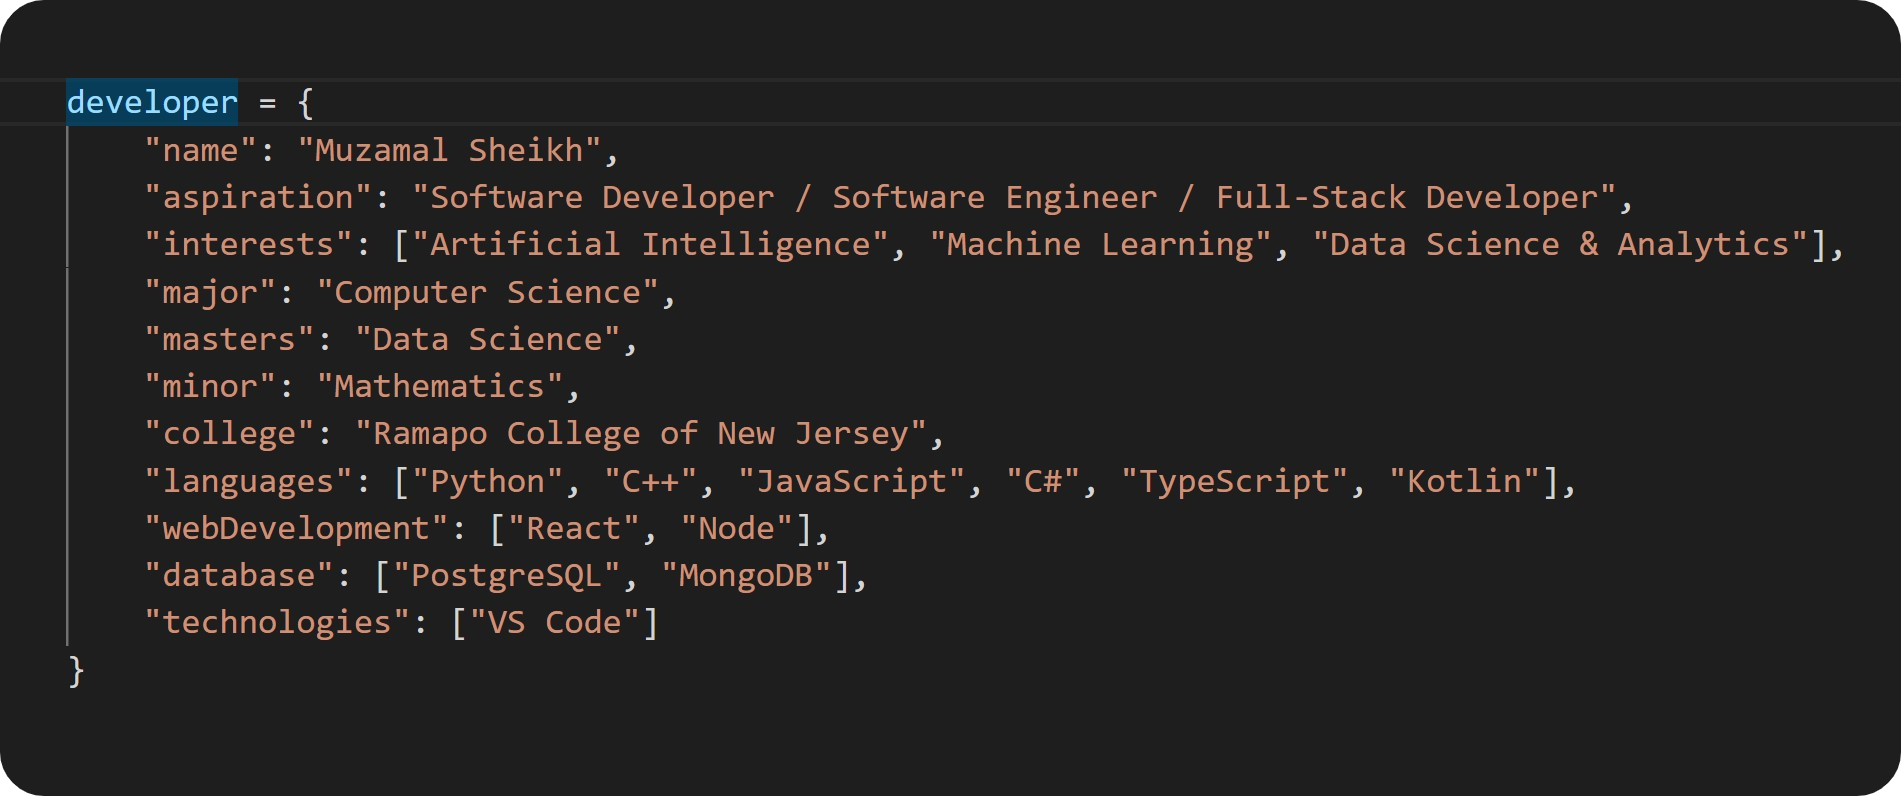 developer = {
    "name": "Muzamal Sheikh",
    "aspiration": "Software Developer / Software Engineer / Full-Stack Developer",
    "interests": ["Artificial Intelligence", "Machine Learning", "Data Science & Analytics"],
    "major": "Computer Science",
    "masters": "Data Science",
    "minor": "Mathematics",
    "college": "Ramapo College of New Jersey",
    "languages": ["Python", "C++", "JavaScript", "C#", "TypeScript", "Kotlin"],
    "webDevelopment": ["React", "Node"],
    "database": ["PostgreSQL", "MongoDB"],
    "technologies": ["VS Code"]
}